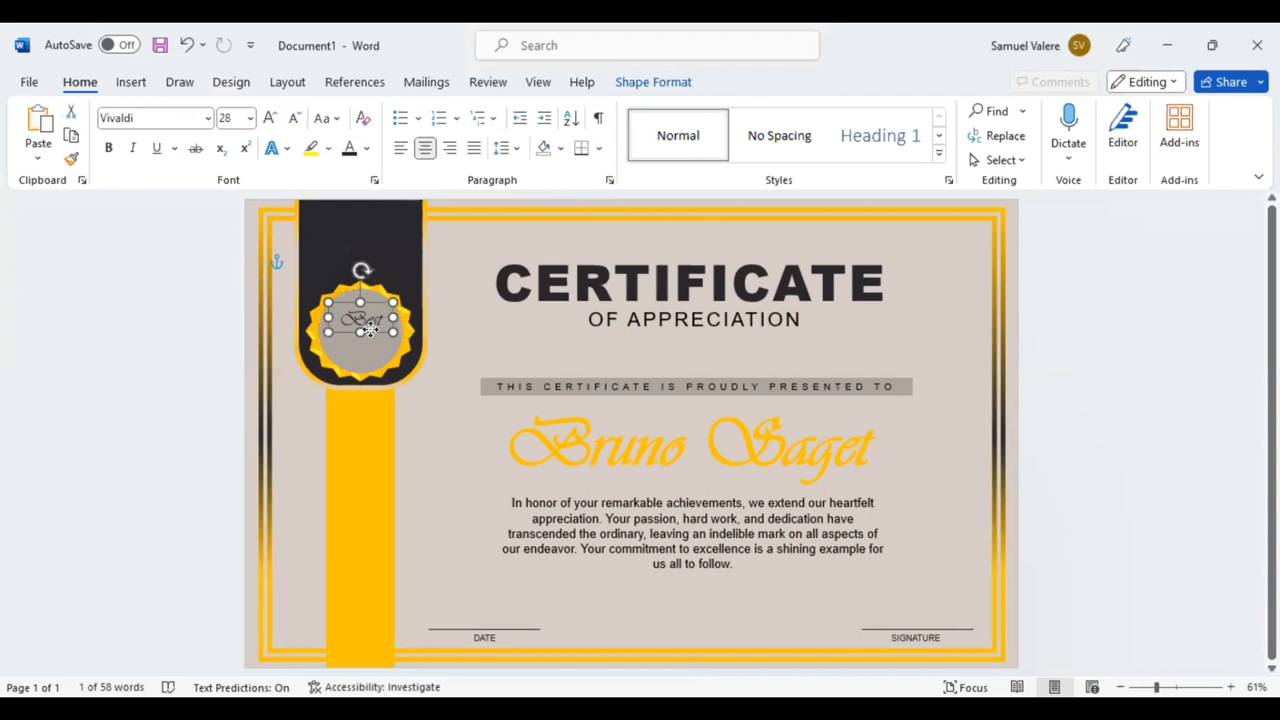 AutoSave Off Document1 - Word Search Samuel Valere SV
File Home Insert Draw Design Layout References Mailings Review View Help Shape Format Comments Editing Share
Paste Vivaldi 28 Aa Normal No Spacing Heading 1 Find Replace Select Dictate Editor Add-ins
Clipboard Font Paragraph Styles Editing Voice Editor Add-ins
CERTIFICATE
OF APPRECIATION
Best
THIS CERTIFICATE IS PROUDLY PRESENTED TO
Bruno Saget
In honor of your remarkable achievements, we extend our heartfelt
appreciation. Your passion, hard work, and dedication have
transcended the ordinary, leaving an indelible mark on all aspects of
our endeavor. Your commitment to excellence is a shining example for
us all to follow.
DATE SIGNATURE
Page 1 of 1 1 of 58 words Text Predictions: On Accessibility: Investigate Focus 61%